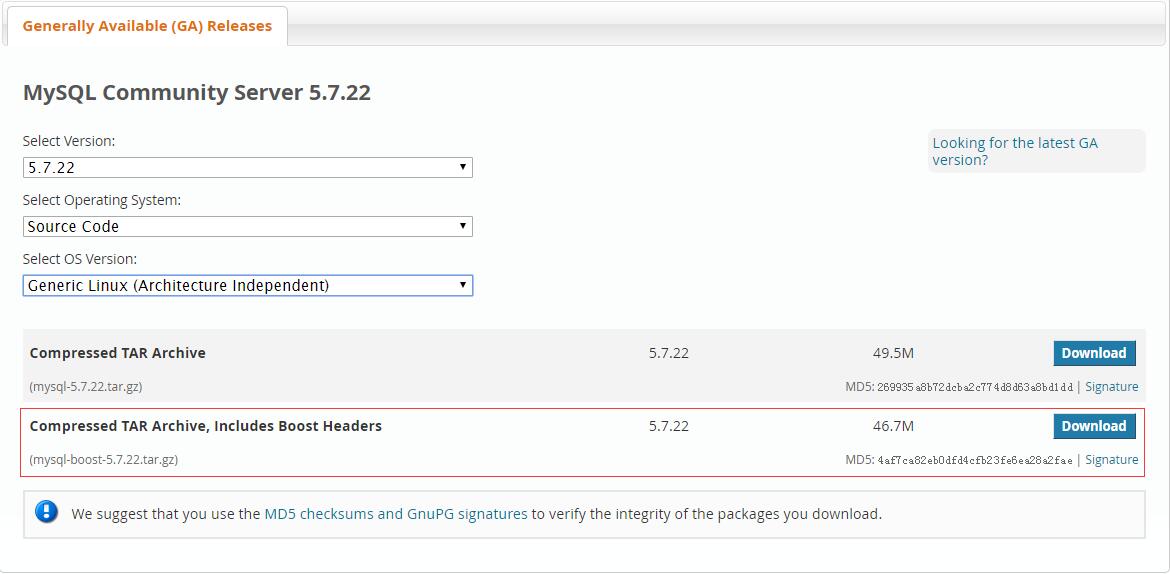 Generally Available (GA) Releases
MySQL Community Server 5.7.22
Select Version:
5.7.22
Looking for the latest GA
version?
Select Operating System:
Source Code
Select OS Version:
Generic Linux (Architecture Independent)
Compressed TAR Archive 5.7.22 49.5M Download
(mysql-5.7.22.tar.gz) MD5: 269935a8b72dcba2c774d8d63a8bd1dd | Signature
Compressed TAR Archive, Includes Boost Headers 5.7.22 46.7M Download
(mysql-boost-5.7.22.tar.gz) MD5: 4af7ca82eb0dfd4cfb23fe6ea28a2fae | Signature
We suggest that you use the MD5 checksums and GnuPG signatures to verify the integrity of the packages you download.